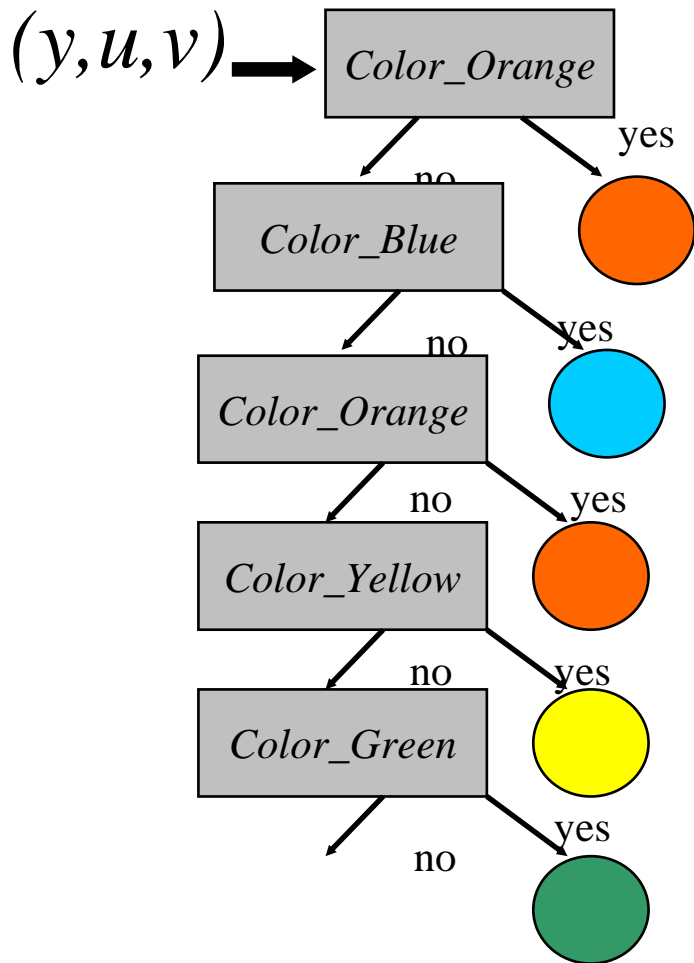 (y,u,v)
Color_Orange
yes
no
Color_Blue
yes
no
Color_Orange
no
yes
Color_Yellow
no
yes
Color_Green
yes
no